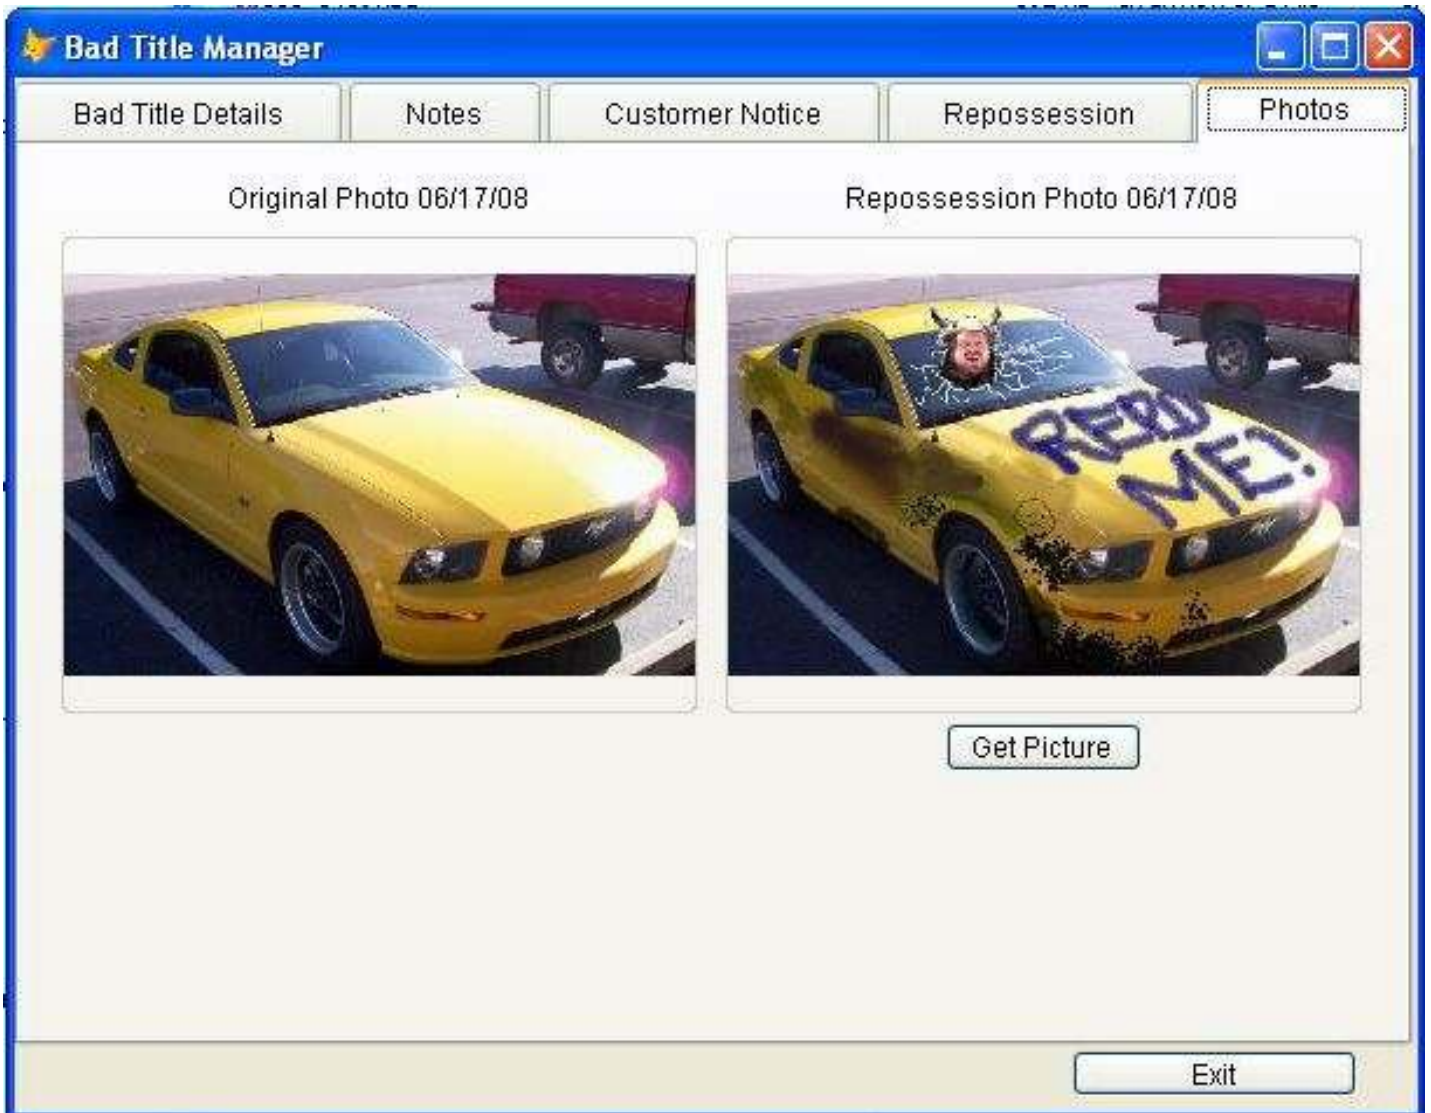 Bad Title Manager
Bad Title Details Notes Customer Notice Repossession Photos
Original Photo 06/17/08 Repossession Photo 06/17/08
REPO
ME!
Get Picture
Exit